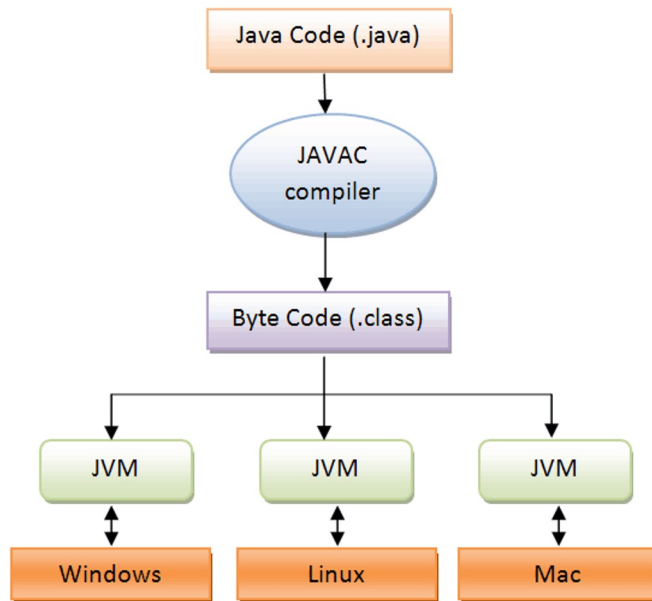 Java Code (.java)
JAVAC
compiler
Byte Code (.class)
JVM
JVM
JVM
Windows
Linux
Mac